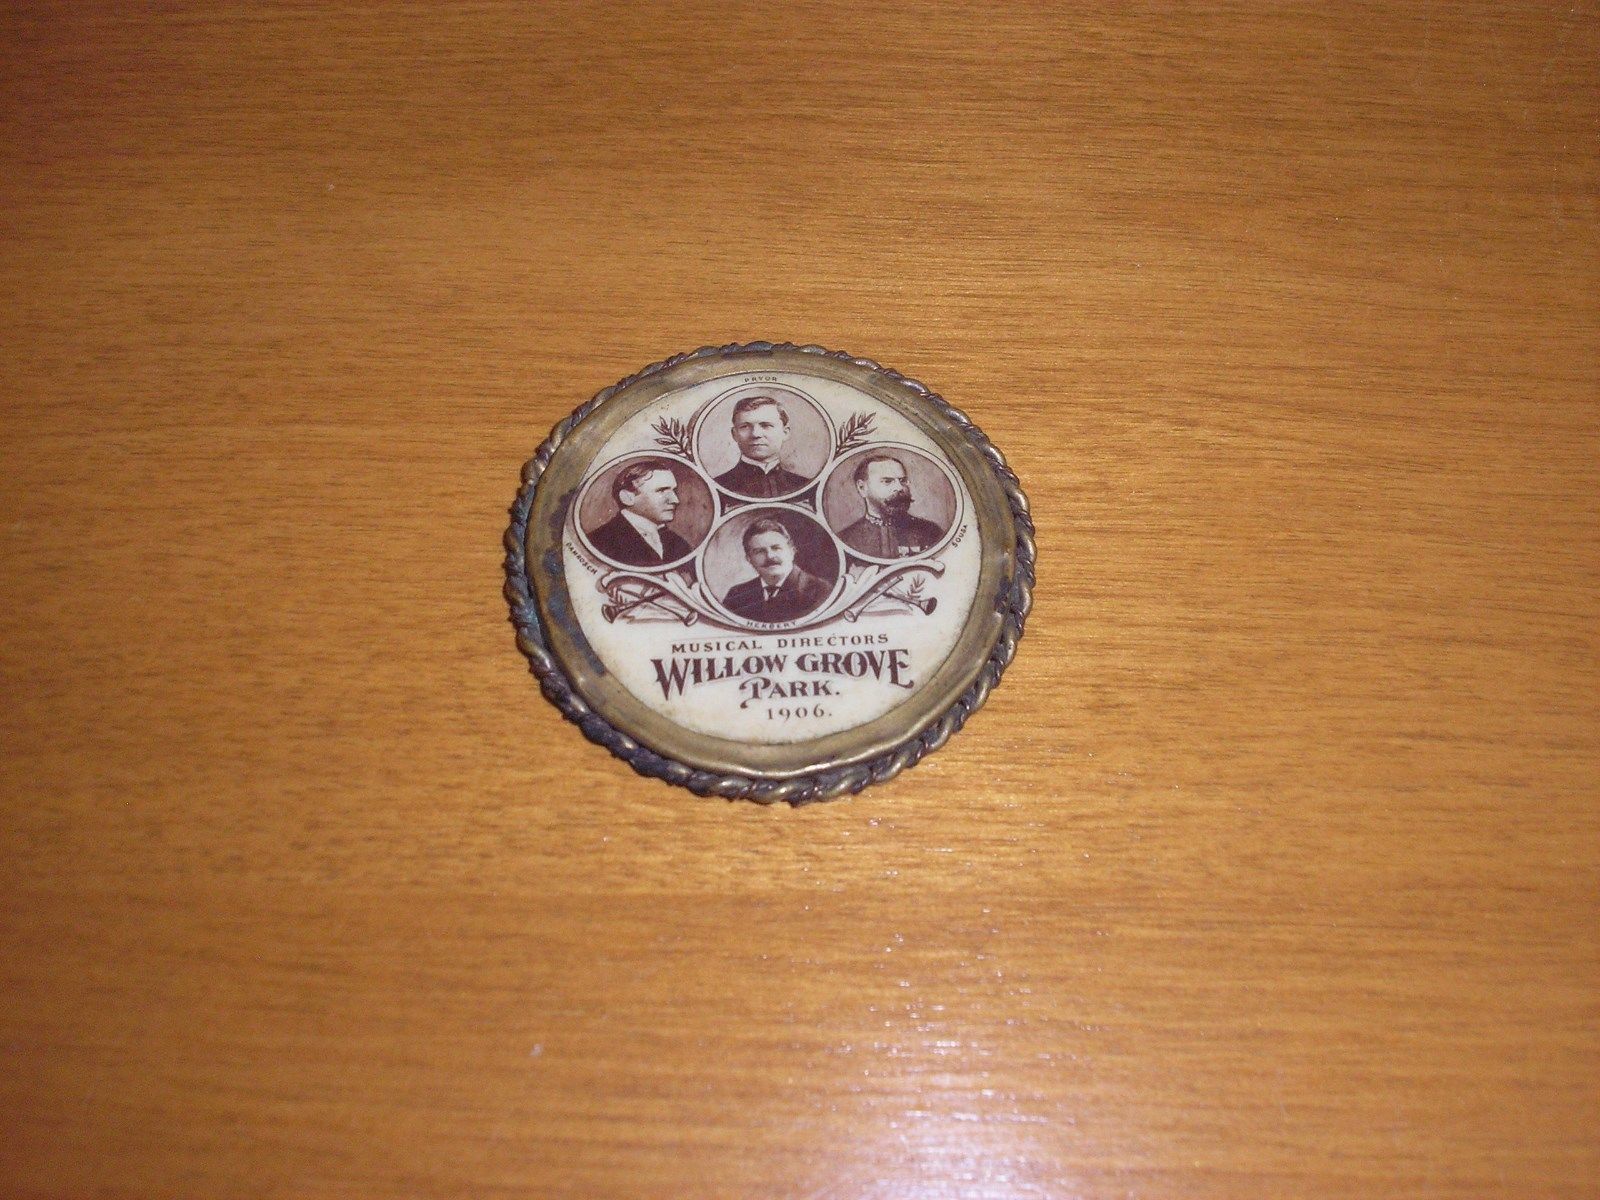 PRYOR
DAMROSCH
SOUSA
HERBERT
MUSICAL DIRECTORS
WILLOW GROVE
PARK.
1906.